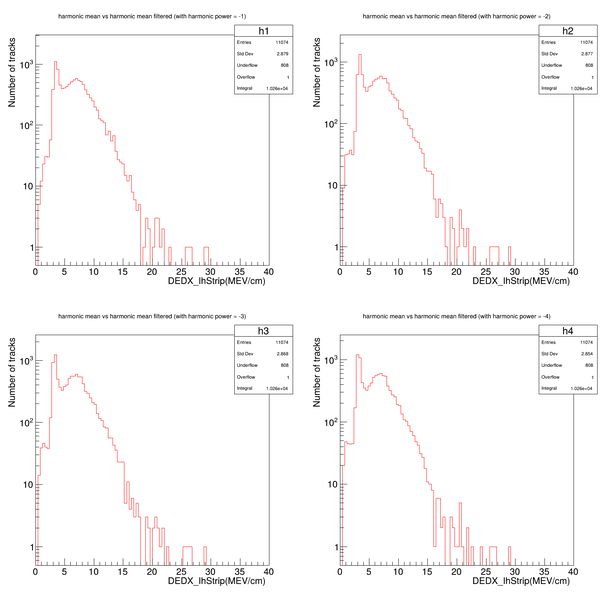 harmonic mean vs harmonic mean filtered (with harmonic power = -1)
h1
Entries 11074
Std Dev 2.879
Underflow 808
Overflow 1
Integral 1.026e+04
Number of tracks
10³
10²
10
1
0 5 10 15 20 25 30 35 40
DEDX_IhStrip(MEV/cm)
harmonic mean vs harmonic mean filtered (with harmonic power = -2)
h2
Entries 11074
Std Dev 2.877
Underflow 808
Overflow 1
Integral 1.026e+04
Number of tracks
10³
10²
10
1
0 5 10 15 20 25 30 35 40
DEDX_IhStrip(MEV/cm)
harmonic mean vs harmonic mean filtered (with harmonic power = -3)
h3
Entries 11074
Std Dev 2.868
Underflow 808
Overflow 1
Integral 1.026e+04
Number of tracks
10³
10²
10
1
0 5 10 15 20 25 30 35 40
DEDX_IhStrip(MEV/cm)
harmonic mean vs harmonic mean filtered (with harmonic power = -4)
h4
Entries 11074
Std Dev 2.854
Underflow 808
Overflow 1
Integral 1.026e+04
Number of tracks
10³
10²
10
1
0 5 10 15 20 25 30 35 40
DEDX_IhStrip(MEV/cm)